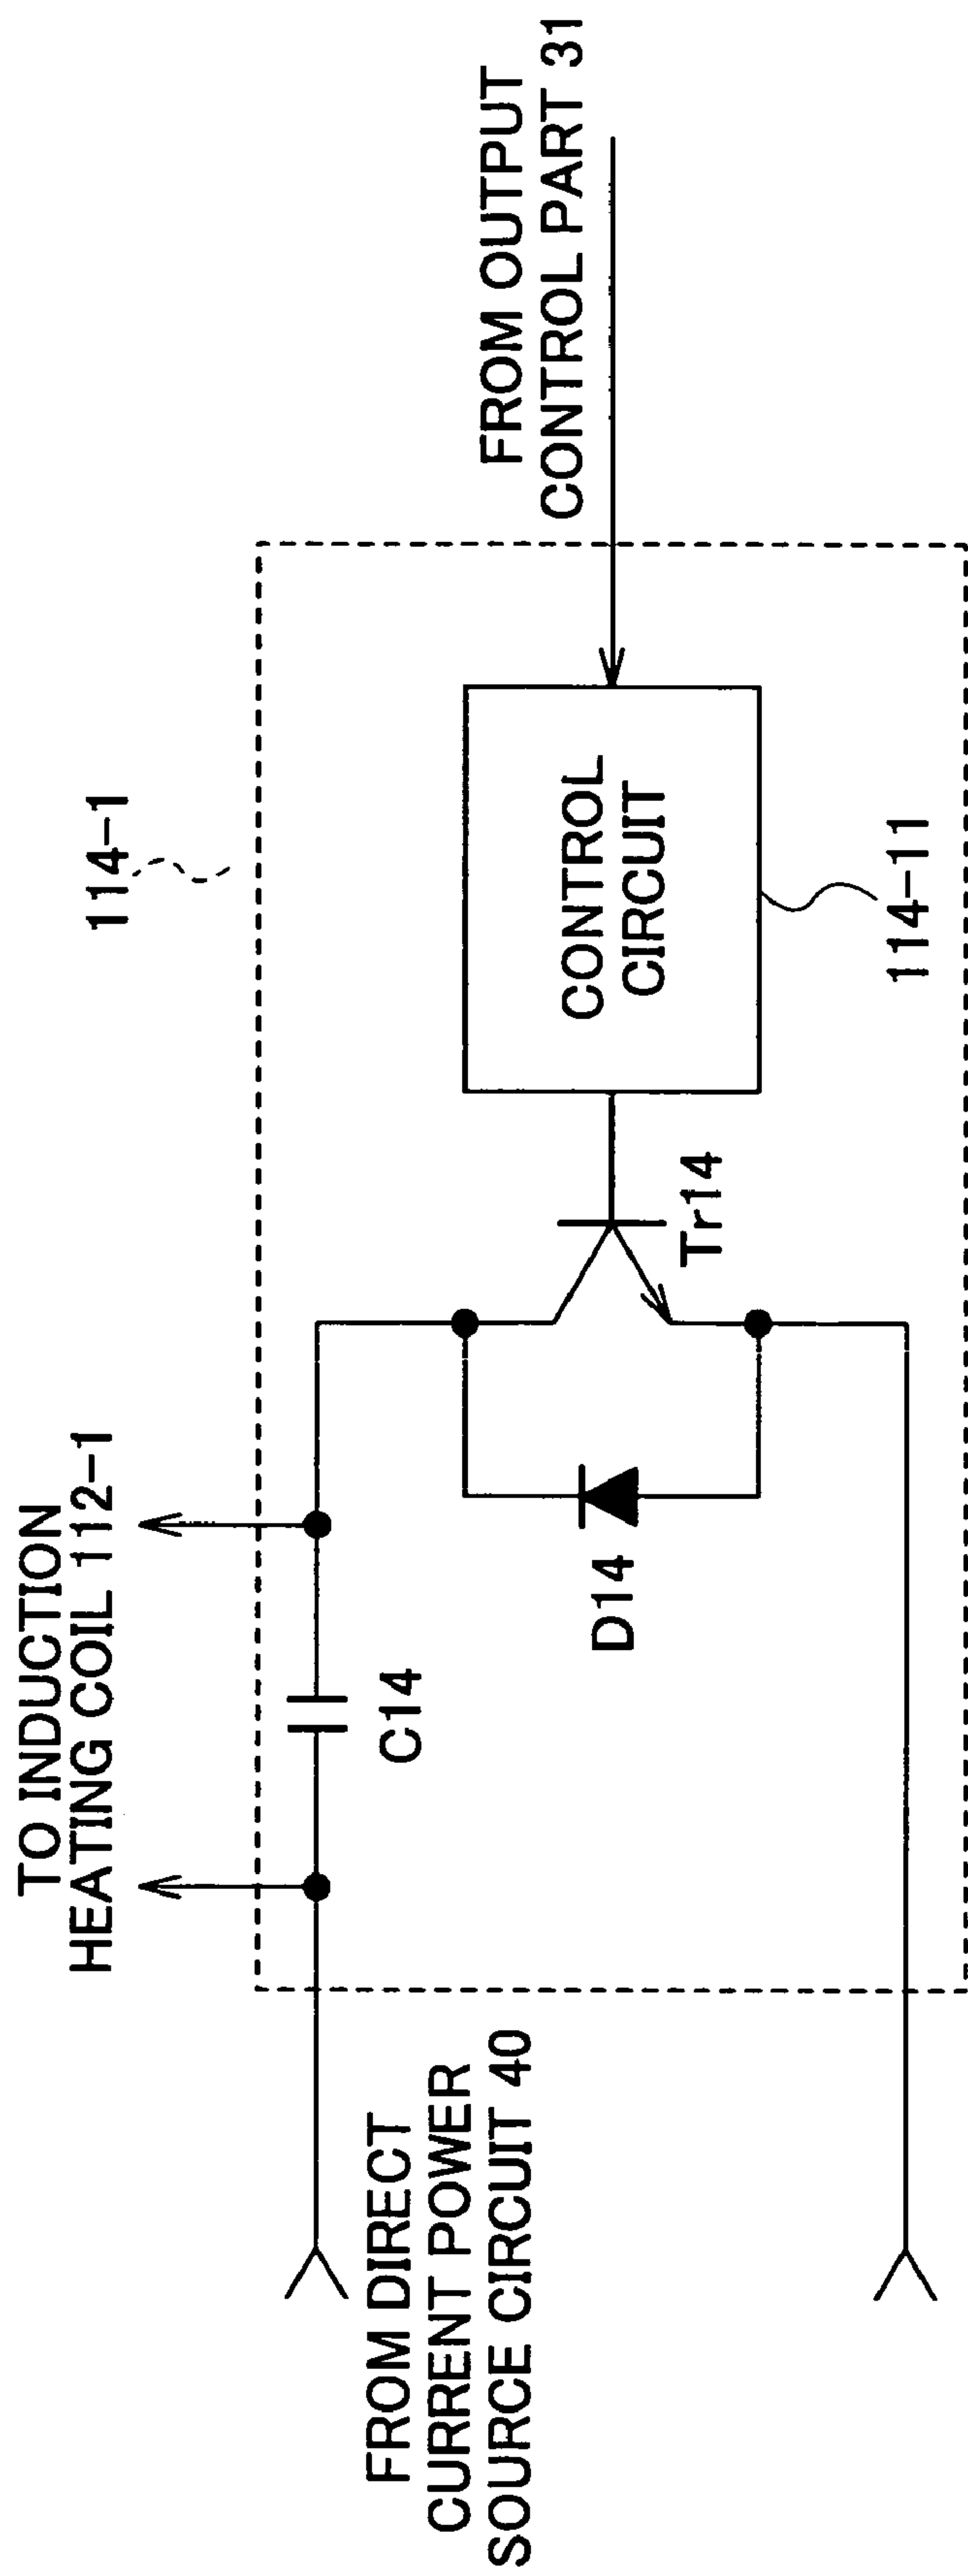 114-1
TO INDUCTION
HEATING COIL 112-1
FROM DIRECT
CURRENT POWER
SOURCE CIRCUIT 40
C14
D14
Tr14
CONTROL
CIRCUIT
114-11
FROM OUTPUT
CONTROL PART 31